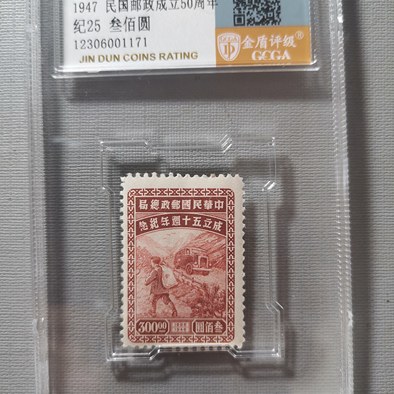 1947 民国邮政成立50周年
纪25 叁佰圆
12306001171
JIN DUN COINS RATING
金盾评级®
GCGA
局總政郵國民華中
念紀年週十五立成
300.00
圓佰叁